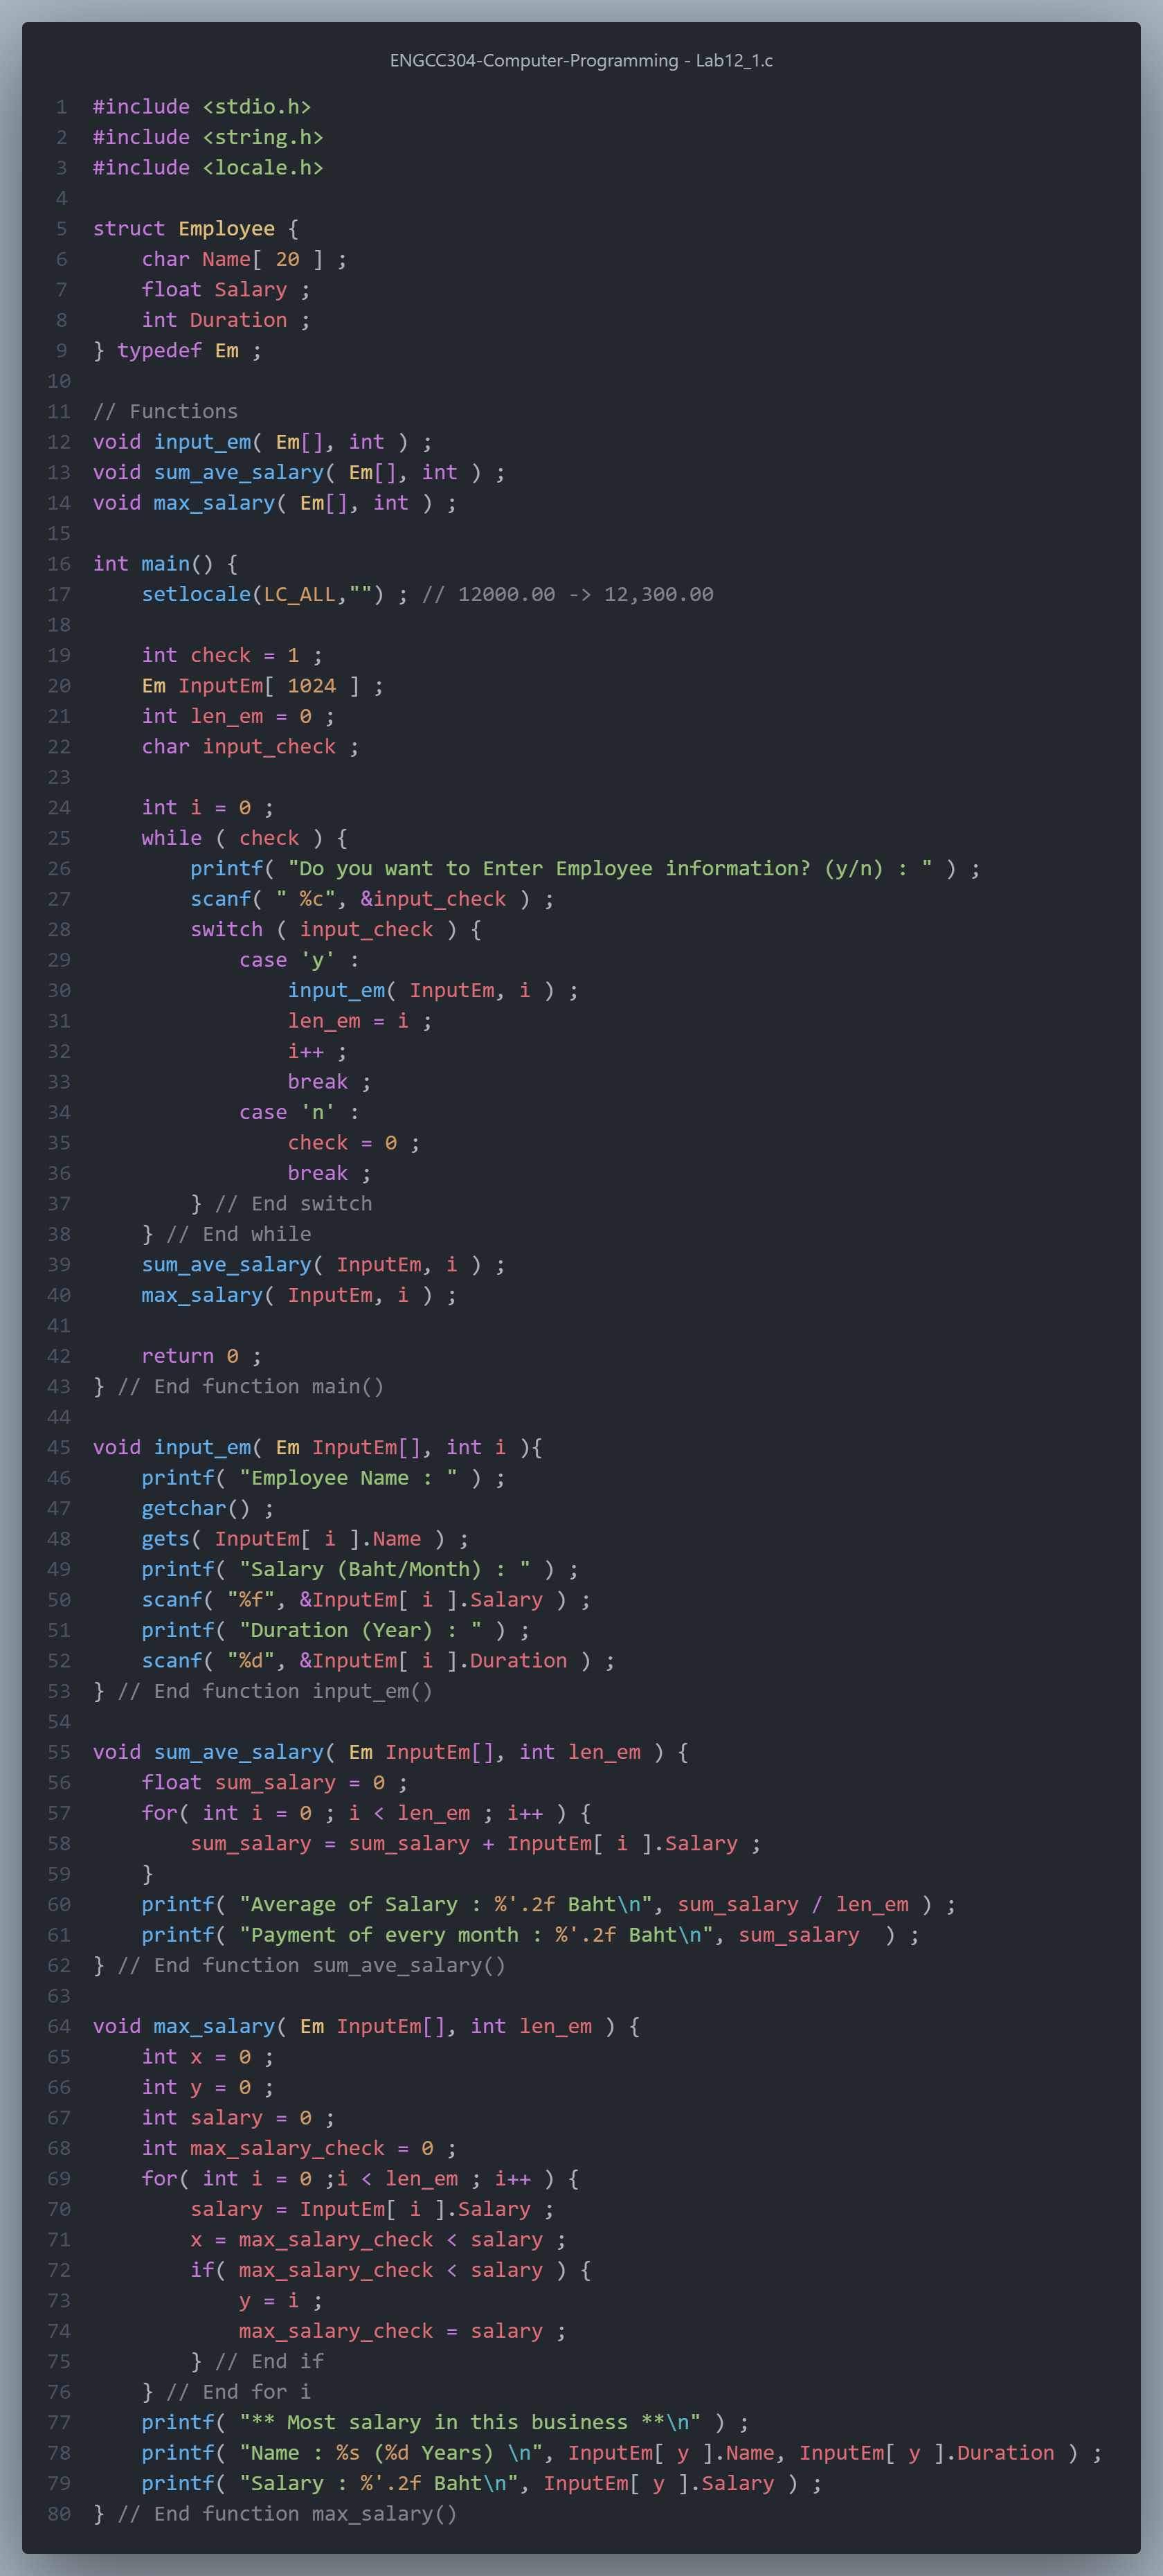 ENGCC304-Computer-Programming - Lab12_1.c
1 #include <stdio.h>
2 #include <string.h>
3 #include <locale.h>
4
5 struct Employee {
6     char Name[ 20 ] ;
7     float Salary ;
8     int Duration ;
9 } typedef Em ;
10
11 // Functions
12 void input_em( Em[], int ) ;
13 void sum_ave_salary( Em[], int ) ;
14 void max_salary( Em[], int ) ;
15
16 int main() {
17     setlocale(LC_ALL,"") ; // 12000.00 -> 12,300.00
18
19     int check = 1 ;
20     Em InputEm[ 1024 ] ;
21     int len_em = 0 ;
22     char input_check ;
23
24     int i = 0 ;
25     while ( check ) {
26         printf( "Do you want to Enter Employee information? (y/n) : " ) ;
27         scanf( " %c", &input_check ) ;
28         switch ( input_check ) {
29             case 'y' :
30                 input_em( InputEm, i ) ;
31                 len_em = i ;
32                 i++ ;
33                 break ;
34             case 'n' :
35                 check = 0 ;
36                 break ;
37         } // End switch
38     } // End while
39     sum_ave_salary( InputEm, i ) ;
40     max_salary( InputEm, i ) ;
41
42     return 0 ;
43 } // End function main()
44
45 void input_em( Em InputEm[], int i ){
46     printf( "Employee Name : " ) ;
47     getchar() ;
48     gets( InputEm[ i ].Name ) ;
49     printf( "Salary (Baht/Month) : " ) ;
50     scanf( "%f", &InputEm[ i ].Salary ) ;
51     printf( "Duration (Year) : " ) ;
52     scanf( "%d", &InputEm[ i ].Duration ) ;
53 } // End function input_em()
54
55 void sum_ave_salary( Em InputEm[], int len_em ) {
56     float sum_salary = 0 ;
57     for( int i = 0 ; i < len_em ; i++ ) {
58         sum_salary = sum_salary + InputEm[ i ].Salary ;
59     }
60     printf( "Average of Salary : %'.2f Baht\n", sum_salary / len_em ) ;
61     printf( "Payment of every month : %'.2f Baht\n", sum_salary  ) ;
62 } // End function sum_ave_salary()
63
64 void max_salary( Em InputEm[], int len_em ) {
65     int x = 0 ;
66     int y = 0 ;
67     int salary = 0 ;
68     int max_salary_check = 0 ;
69     for( int i = 0 ;i < len_em ; i++ ) {
70         salary = InputEm[ i ].Salary ;
71         x = max_salary_check < salary ;
72         if( max_salary_check < salary ) {
73             y = i ;
74             max_salary_check = salary ;
75         } // End if
76     } // End for i
77     printf( "** Most salary in this business **\n" ) ;
78     printf( "Name : %s (%d Years) \n", InputEm[ y ].Name, InputEm[ y ].Duration ) ;
79     printf( "Salary : %'.2f Baht\n", InputEm[ y ].Salary ) ;
80 } // End function max_salary()